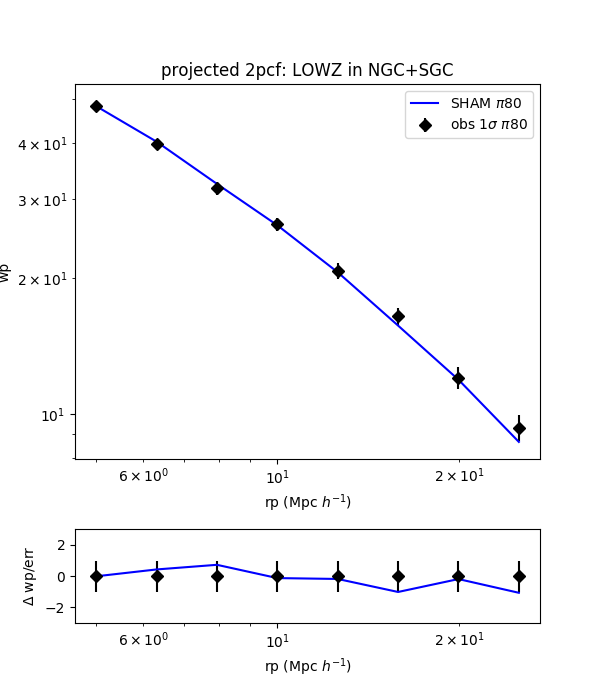 projected 2pcf: LOWZ in NGC+SGC
SHAM π80
obs 1σ π80
4 × 10¹
3 × 10¹
2 × 10¹
10¹
wp
6 × 10⁰
10¹
2 × 10¹
rp (Mpc h⁻¹)
2
0
−2
Δ wp/err
6 × 10⁰
10¹
2 × 10¹
rp (Mpc h⁻¹)